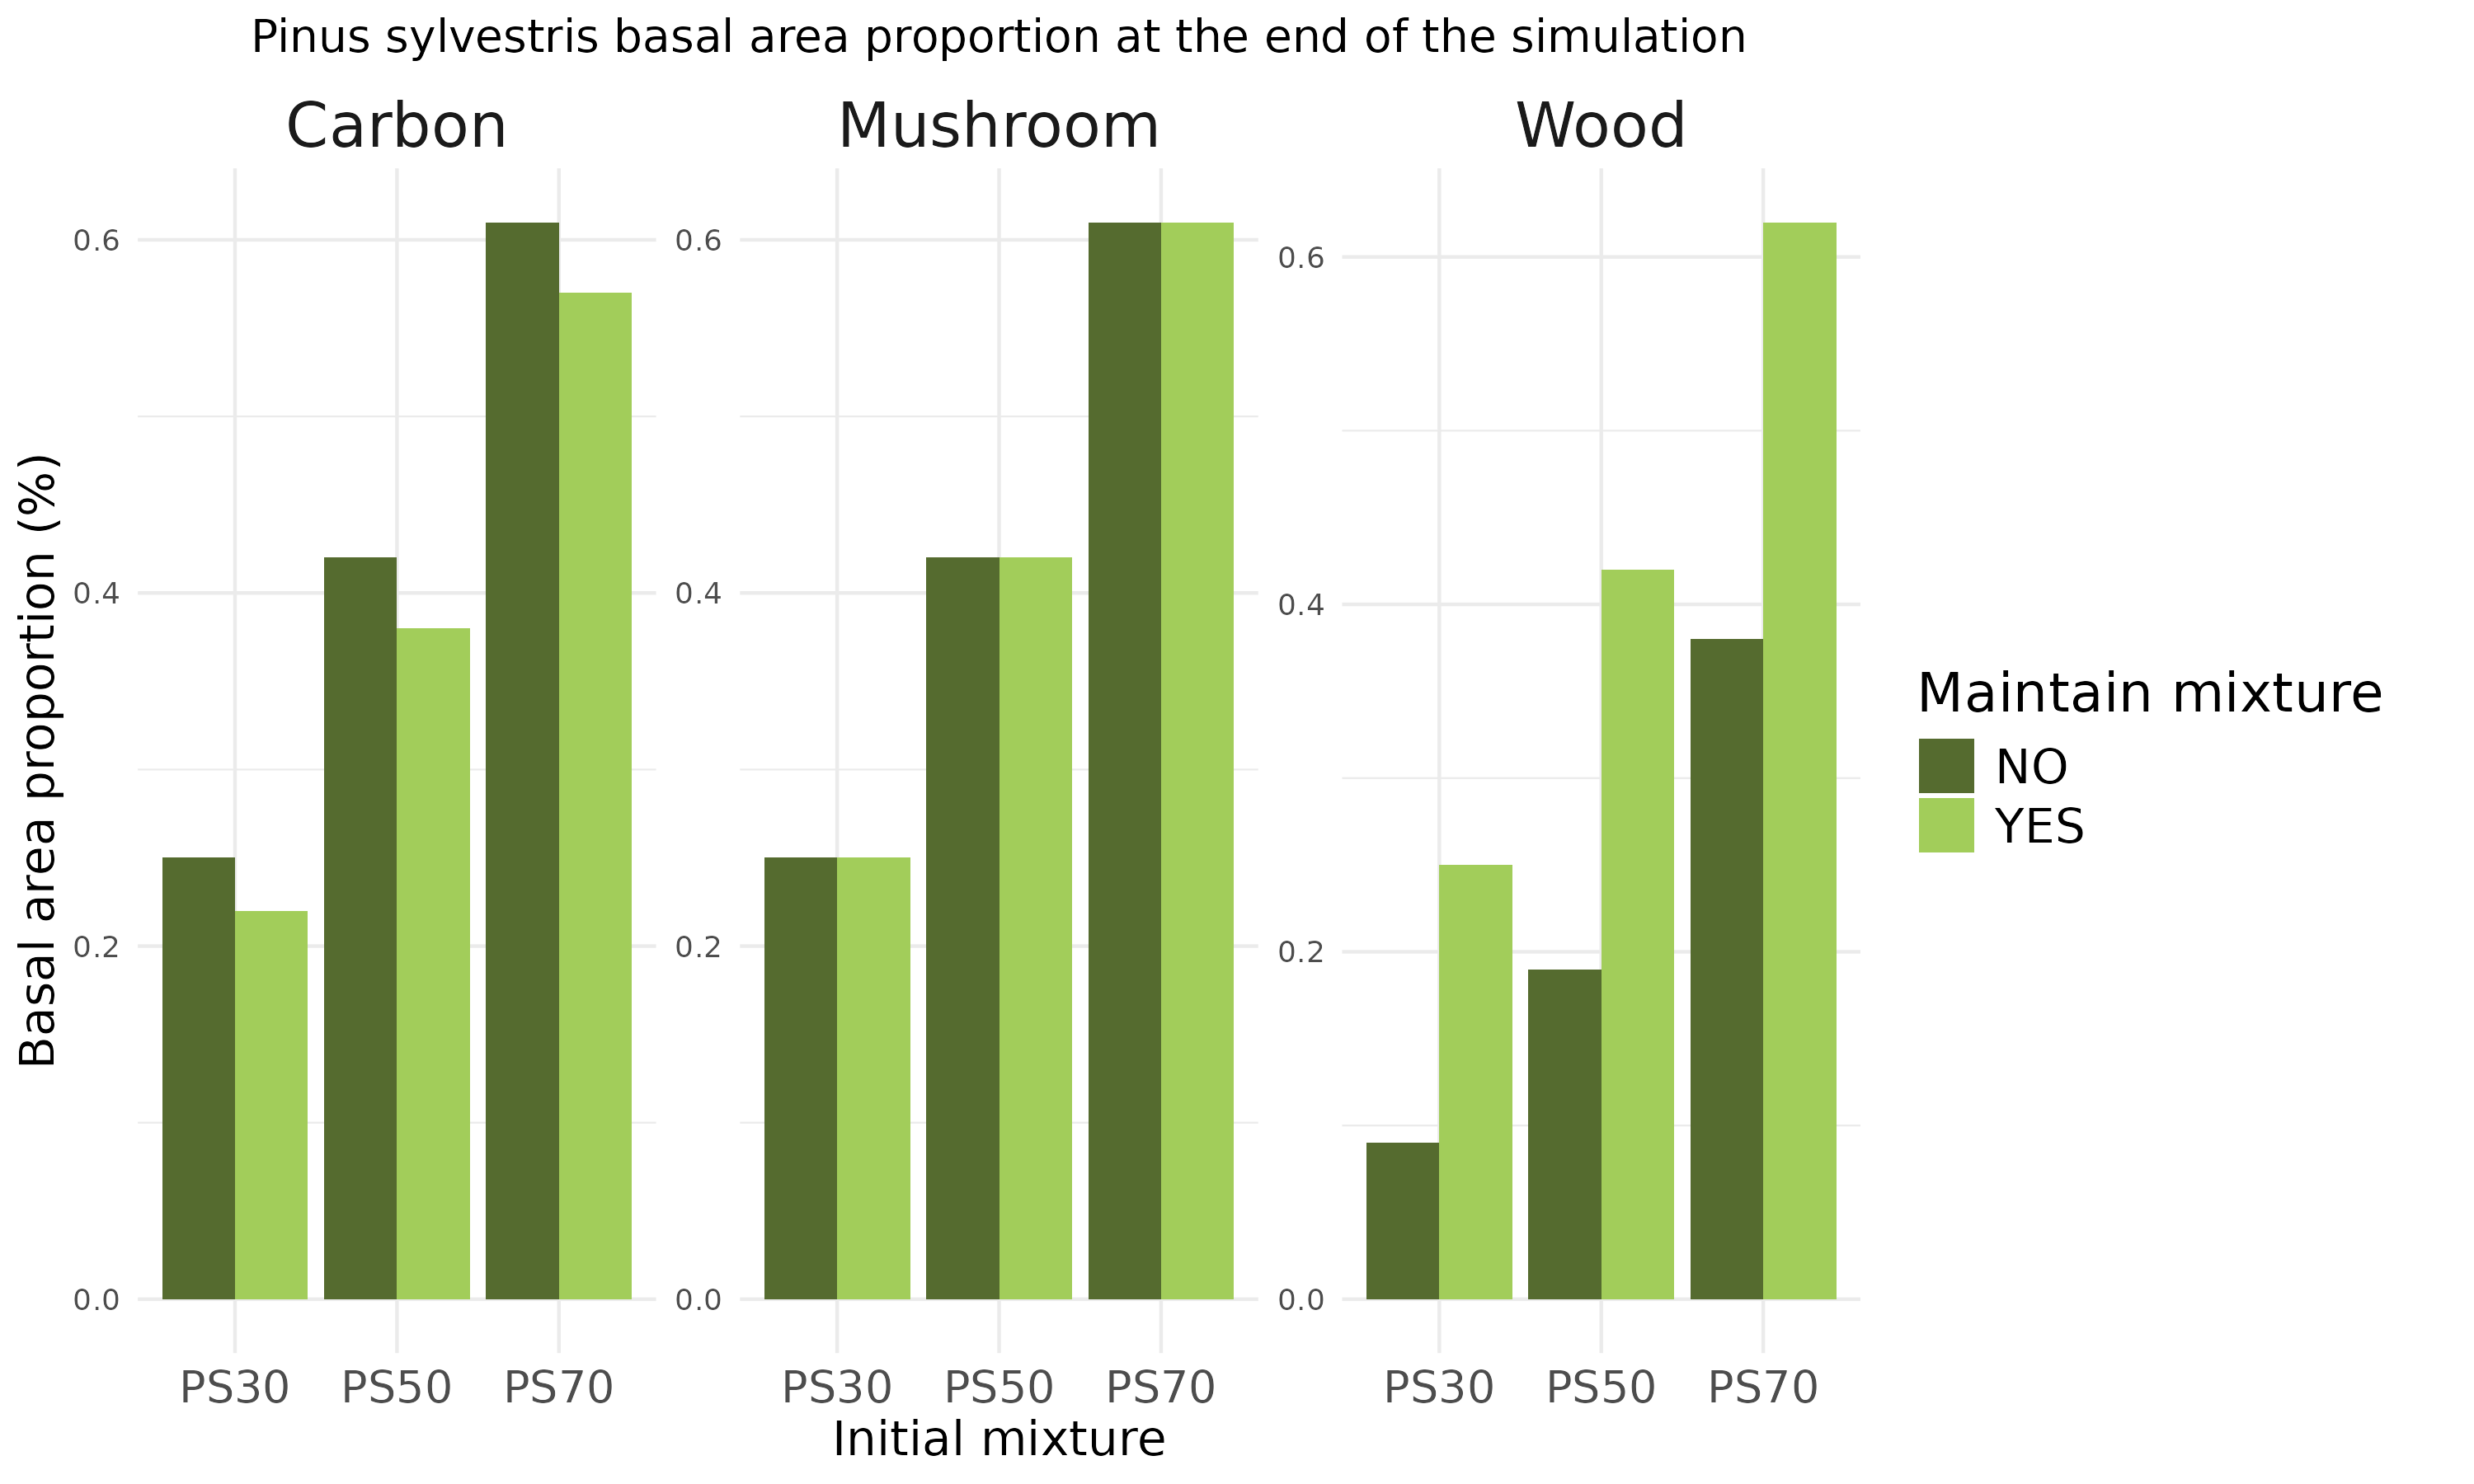 Pinus sylvestris basal area proportion at the end of the simulation
Carbon
Mushroom
Wood
Basal area proportion (%)
0.6
0.4
0.2
0.0
0.6
0.4
0.2
0.0
0.6
0.4
0.2
0.0
PS30 PS50 PS70
PS30 PS50 PS70
PS30 PS50 PS70
Initial mixture
Maintain mixture
NO
YES